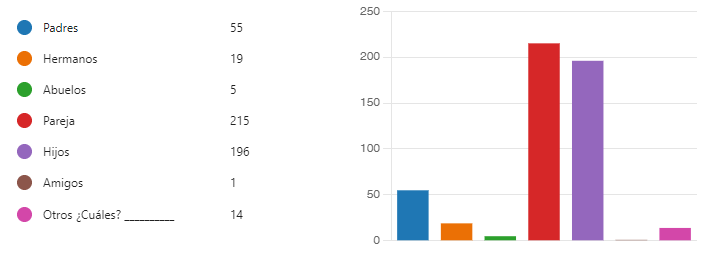 Padres 55
Hermanos 19
Abuelos 5
Pareja 215
Hijos 196
Amigos 1
Otros ¿Cuáles? __________ 14
250
200
150
100
50
0